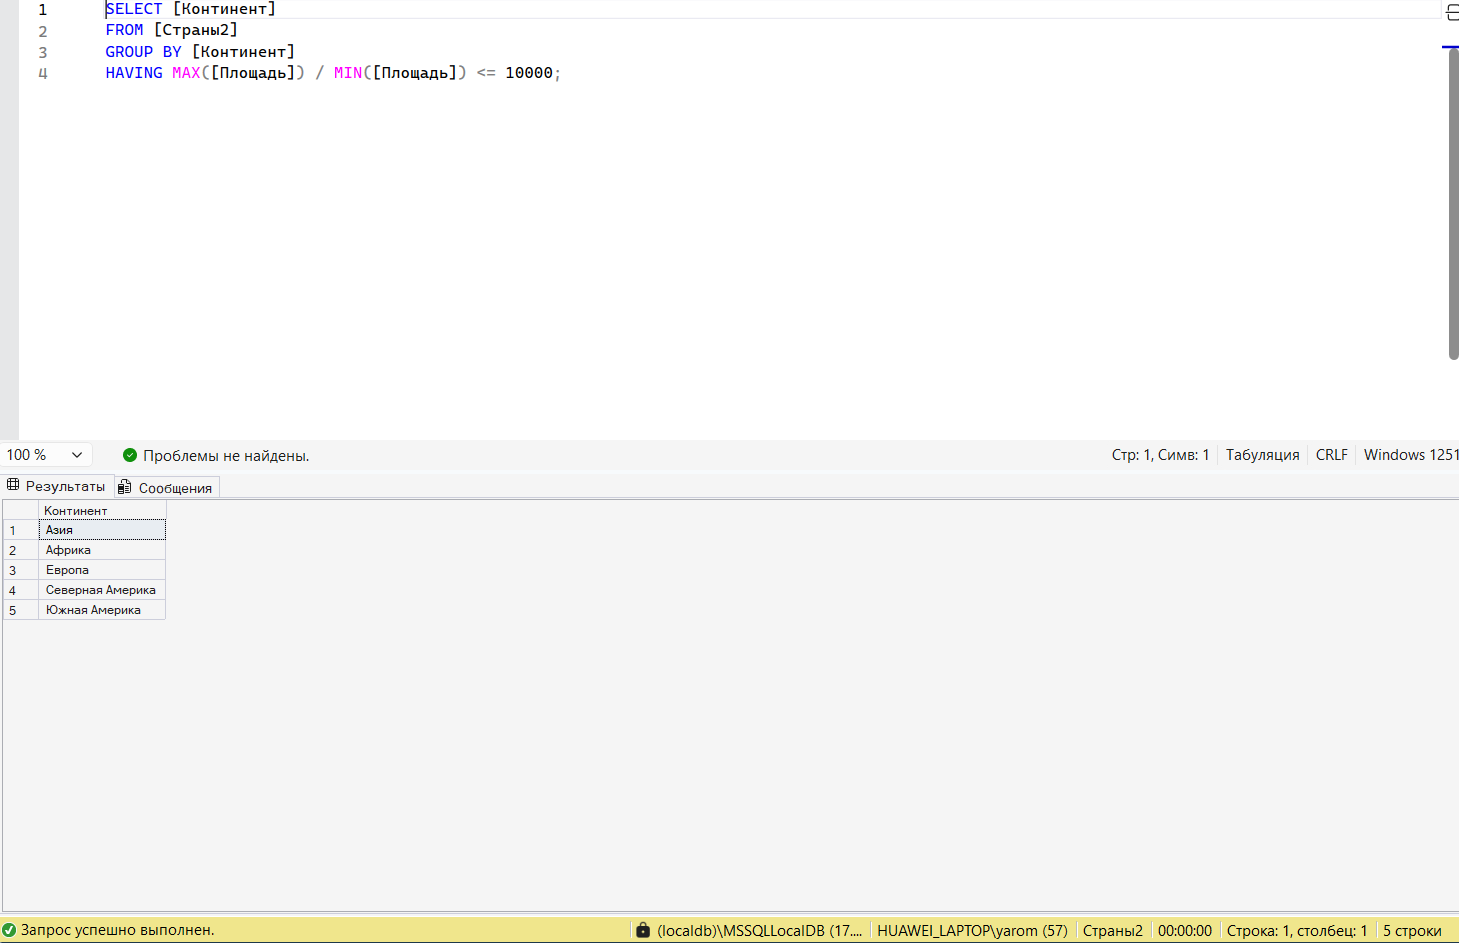 1 SELECT [Континент]
2 FROM [Страны2]
3 GROUP BY [Континент]
4 HAVING MAX([Площадь]) / MIN([Площадь]) <= 10000;
100 % Проблемы не найдены. Стр: 1, Симв: 1 Табуляция CRLF Windows 1251
Результаты Сообщения
Континент
1 Азия
2 Африка
3 Европа
4 Северная Америка
5 Южная Америка
Запрос успешно выполнен. (localdb)\MSSQLLocalDB (17.... HUAWEI_LAPTOP\yarom (57) Страны2 00:00:00 Строка: 1, столбец: 1 5 строки